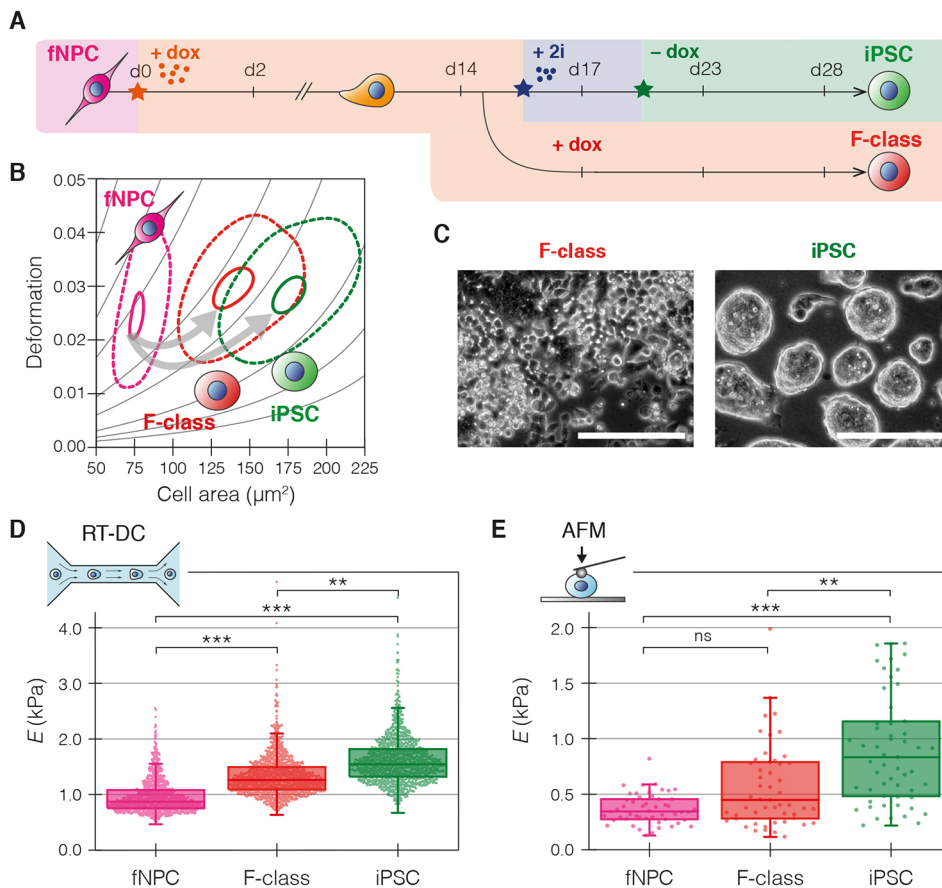 A
fNPC
+ dox
+ 2i
– dox
iPSC
d0
d2
d14
d17
d23
d28
F-class
+ dox
B
0.05
0.04
0.03
0.02
0.01
0.00
Deformation
fNPC
F-class
iPSC
50 75 100 125 150 175 200 225
Cell area (µm²)
C
F-class
iPSC
D
RT-DC
**
***
***
4.0
3.0
2.0
1.0
0.0
E (kPa)
fNPC F-class iPSC
E
AFM
**
***
ns
2.0
1.5
1.0
0.5
0.0
E (kPa)
fNPC F-class iPSC